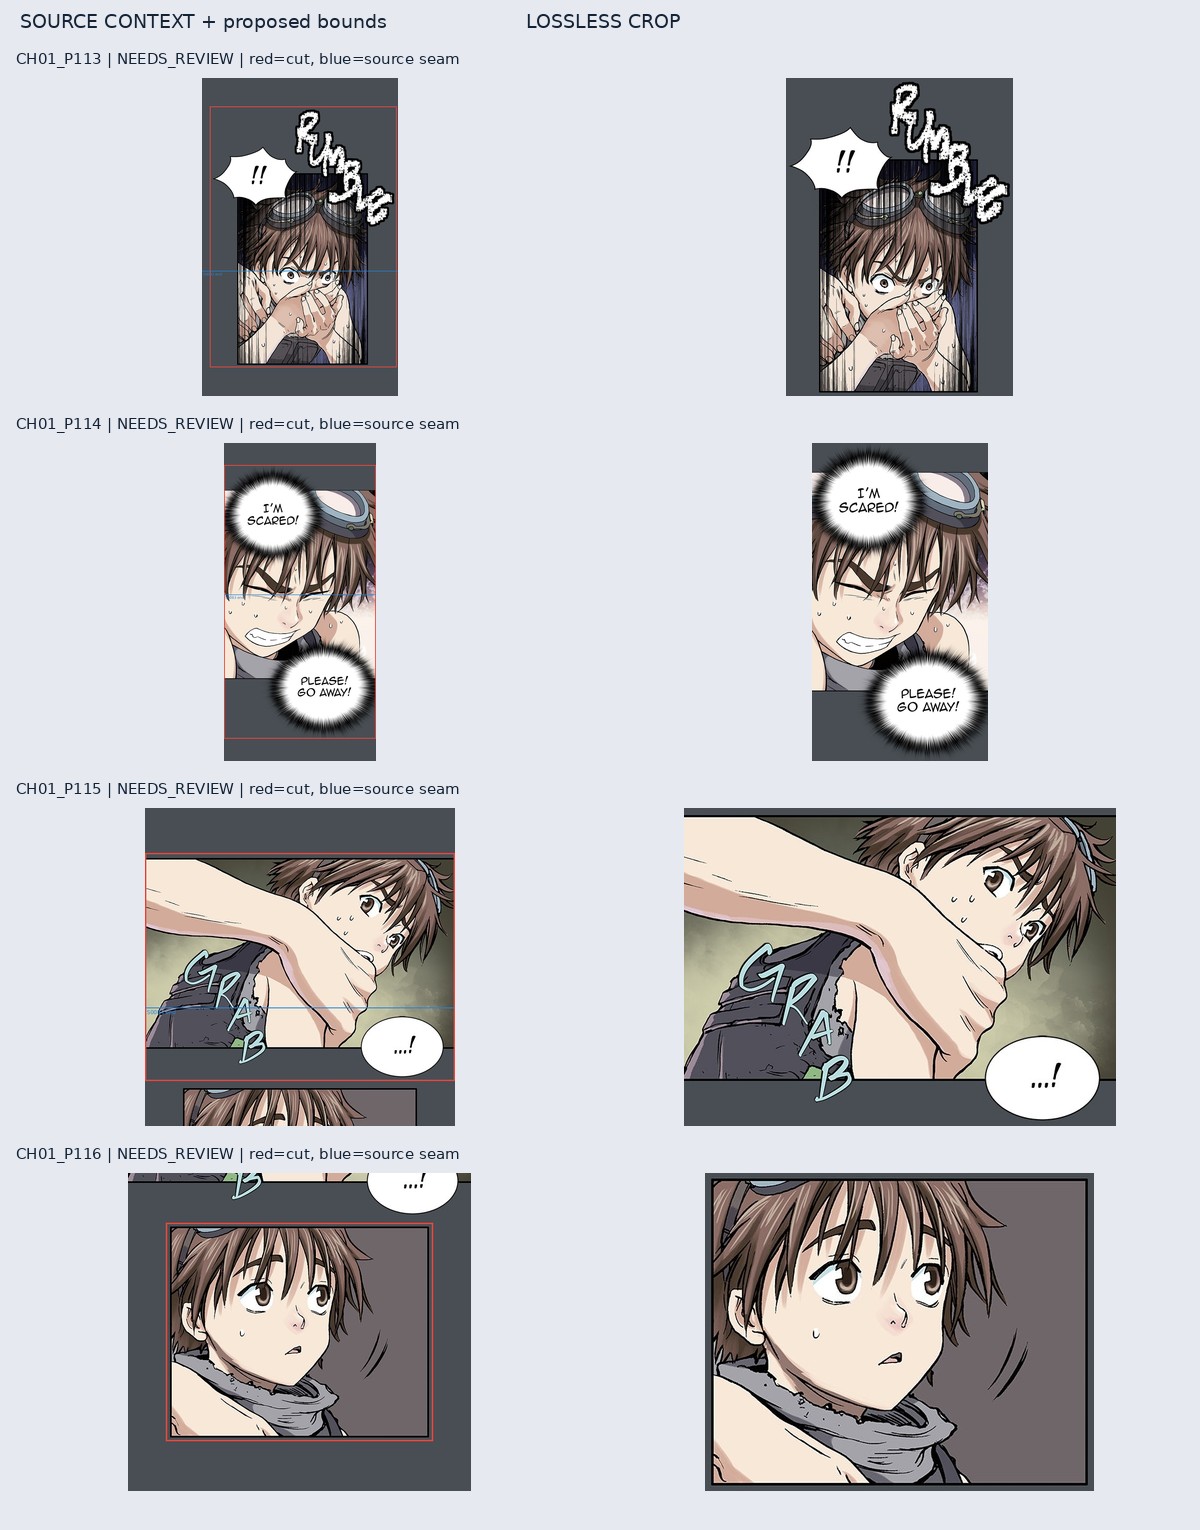 SOURCE CONTEXT + proposed bounds
LOSSLESS CROP
CH01_P113 | NEEDS_REVIEW | red=cut, blue=source seam
RUMBLE
!!
RUMBLE
!!
CH01_P114 | NEEDS_REVIEW | red=cut, blue=source seam
I'M
SCARED!
PLEASE!
GO AWAY!
I'M
SCARED!
PLEASE!
GO AWAY!
CH01_P115 | NEEDS_REVIEW | red=cut, blue=source seam
GRAB
...!
GRAB
...!
CH01_P116 | NEEDS_REVIEW | red=cut, blue=source seam
B
...!